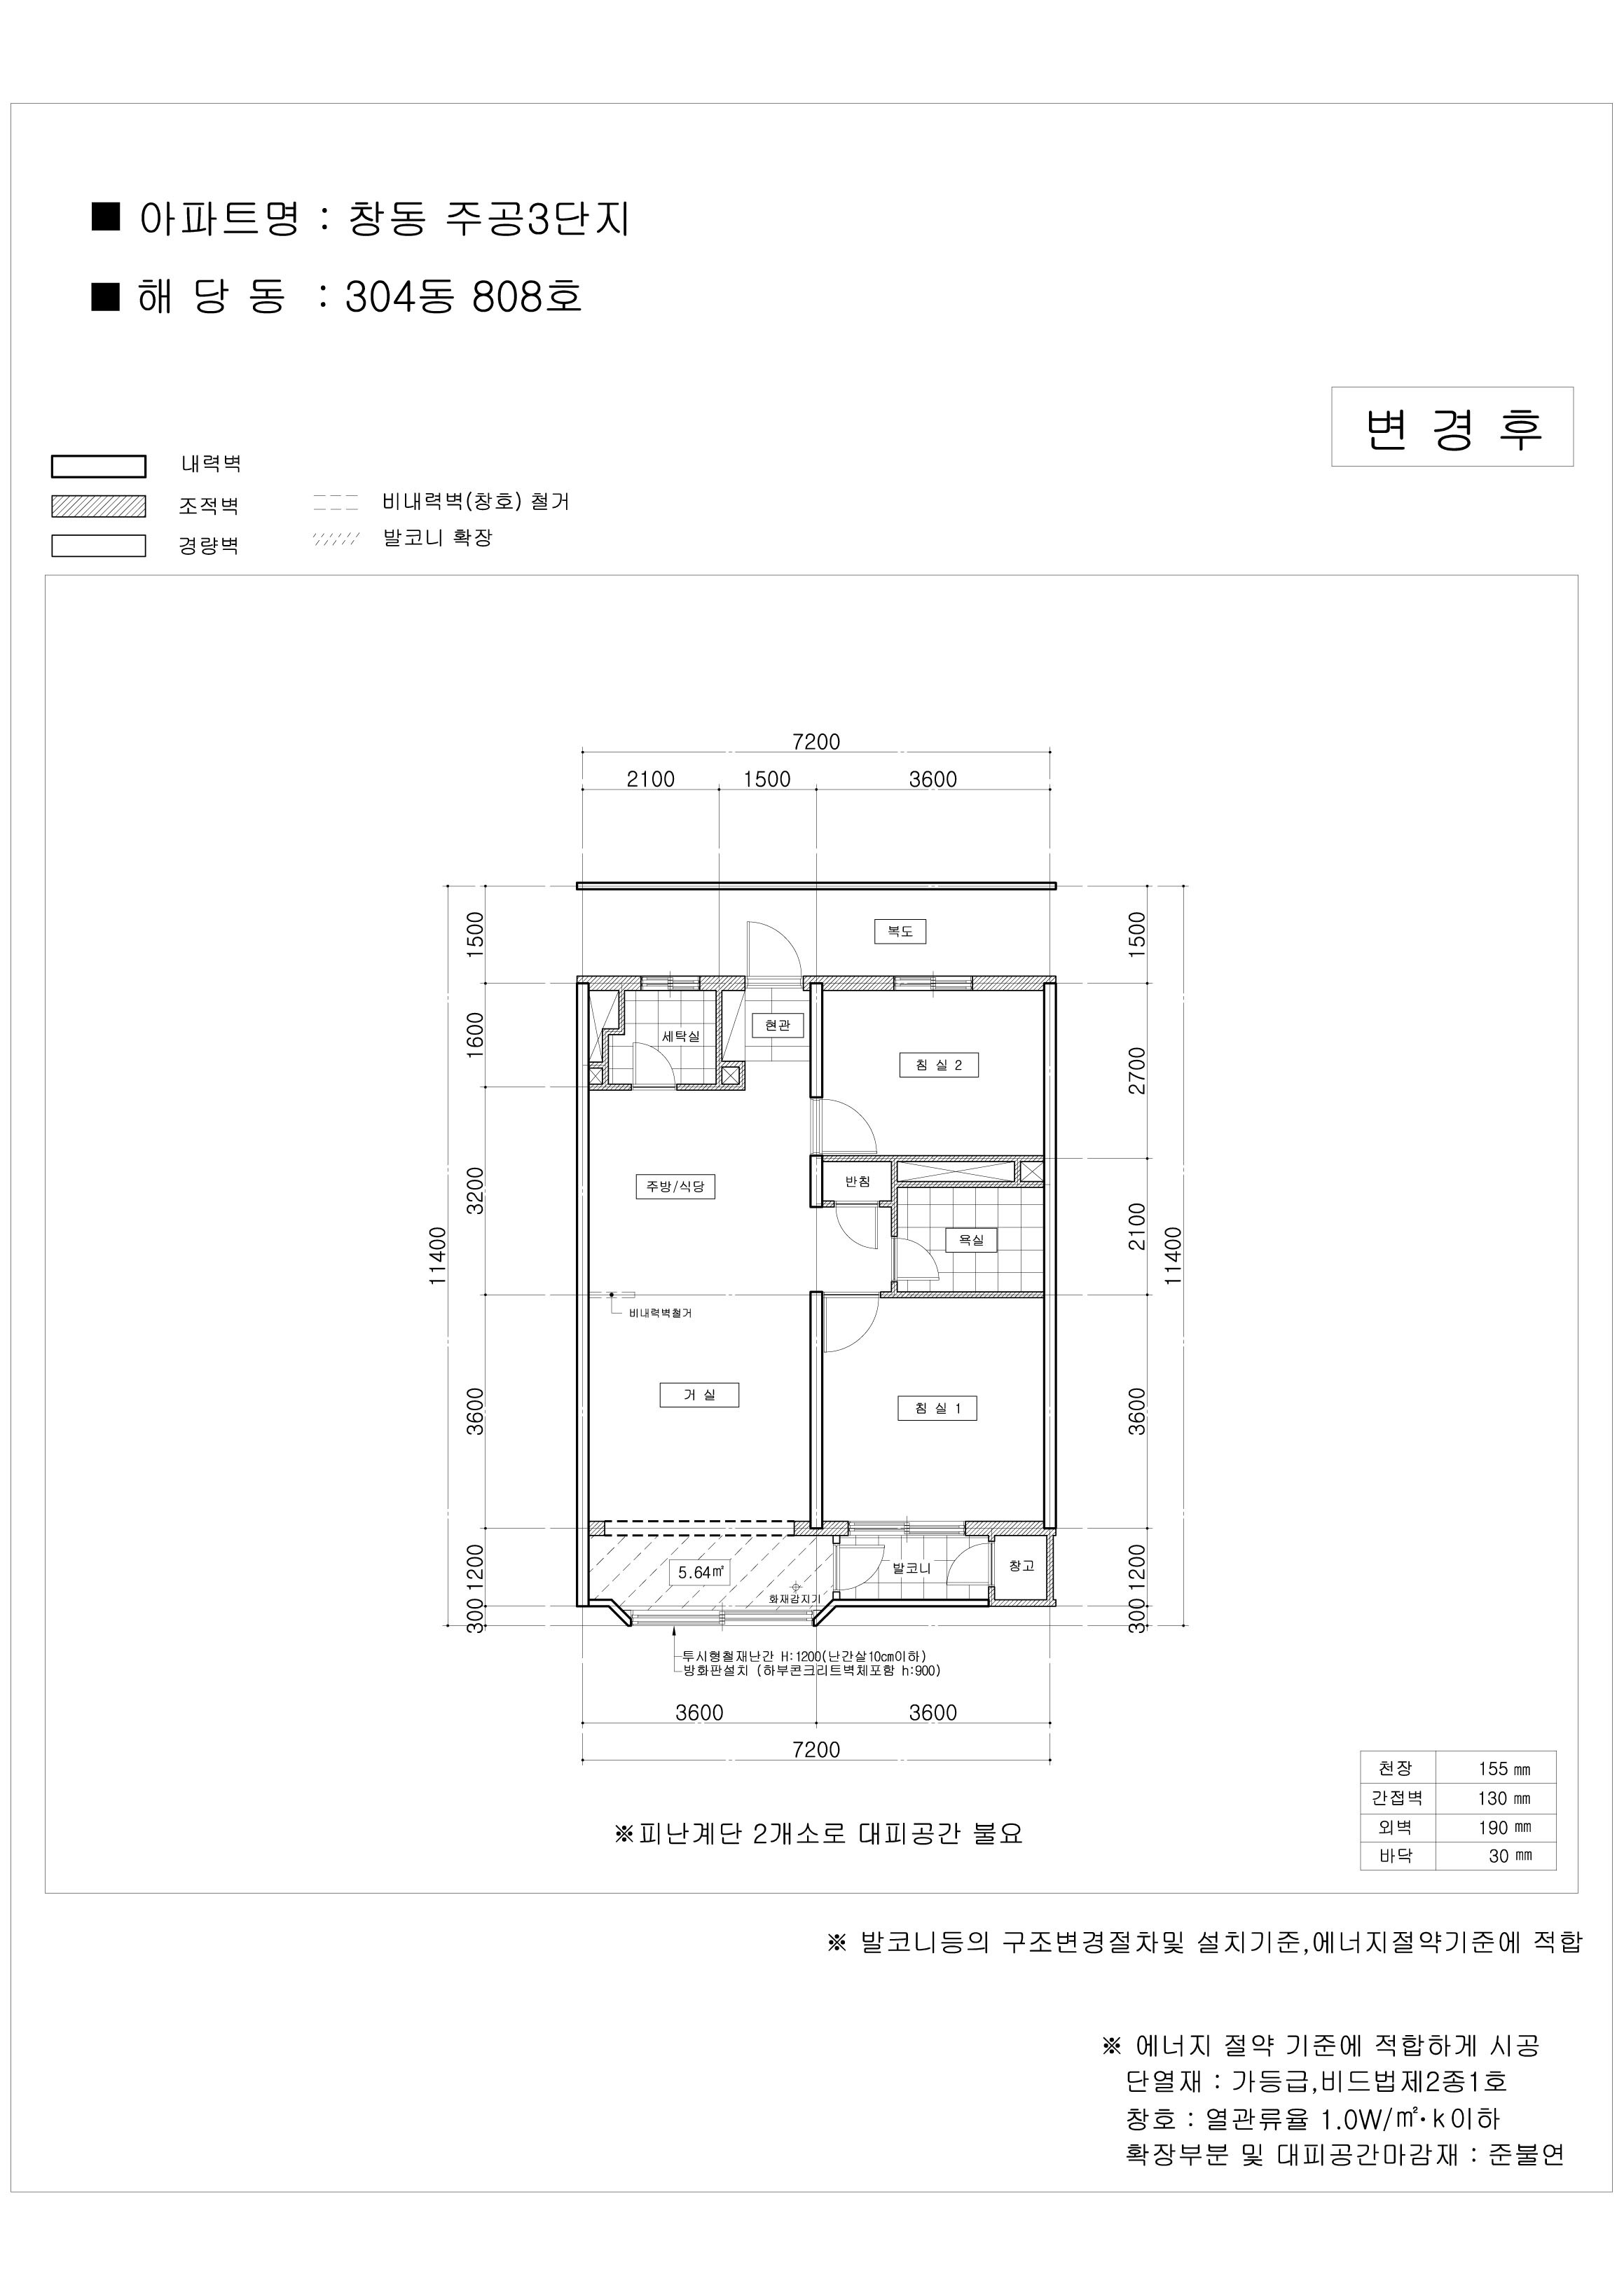 ■ 아파트명 : 창동 주공3단지
■ 해 당 동 : 304동 808호
변 경 후
내력벽
조적벽
경량벽
비내력벽(창호) 철거
발코니 확장
7200
2100 1500 3600
복도
1500 1500
현관
세탁실
1600
침 실 2
2700
반침
주방/식당
3200
욕실
2100
11400 11400
비내력벽철거
거 실
침 실 1
3600 3600
5.64㎡
발코니
창고
화재감지기
1200 1200
300 300
투시형철재난간 H:1200(난간살10cm이하)
방화판설치 (하부콘크리트벽체포함 h:900)
3600 3600
7200
천장 155 ㎜
간접벽 130 ㎜
외벽 190 ㎜
바닥 30 ㎜
※피난계단 2개소로 대피공간 불요
※ 발코니등의 구조변경절차및 설치기준,에너지절약기준에 적합
※ 에너지 절약 기준에 적합하게 시공
단열재 : 가등급,비드법제2종1호
창호 : 열관류율 1.0W/㎡·k이하
확장부분 및 대피공간마감재 : 준불연